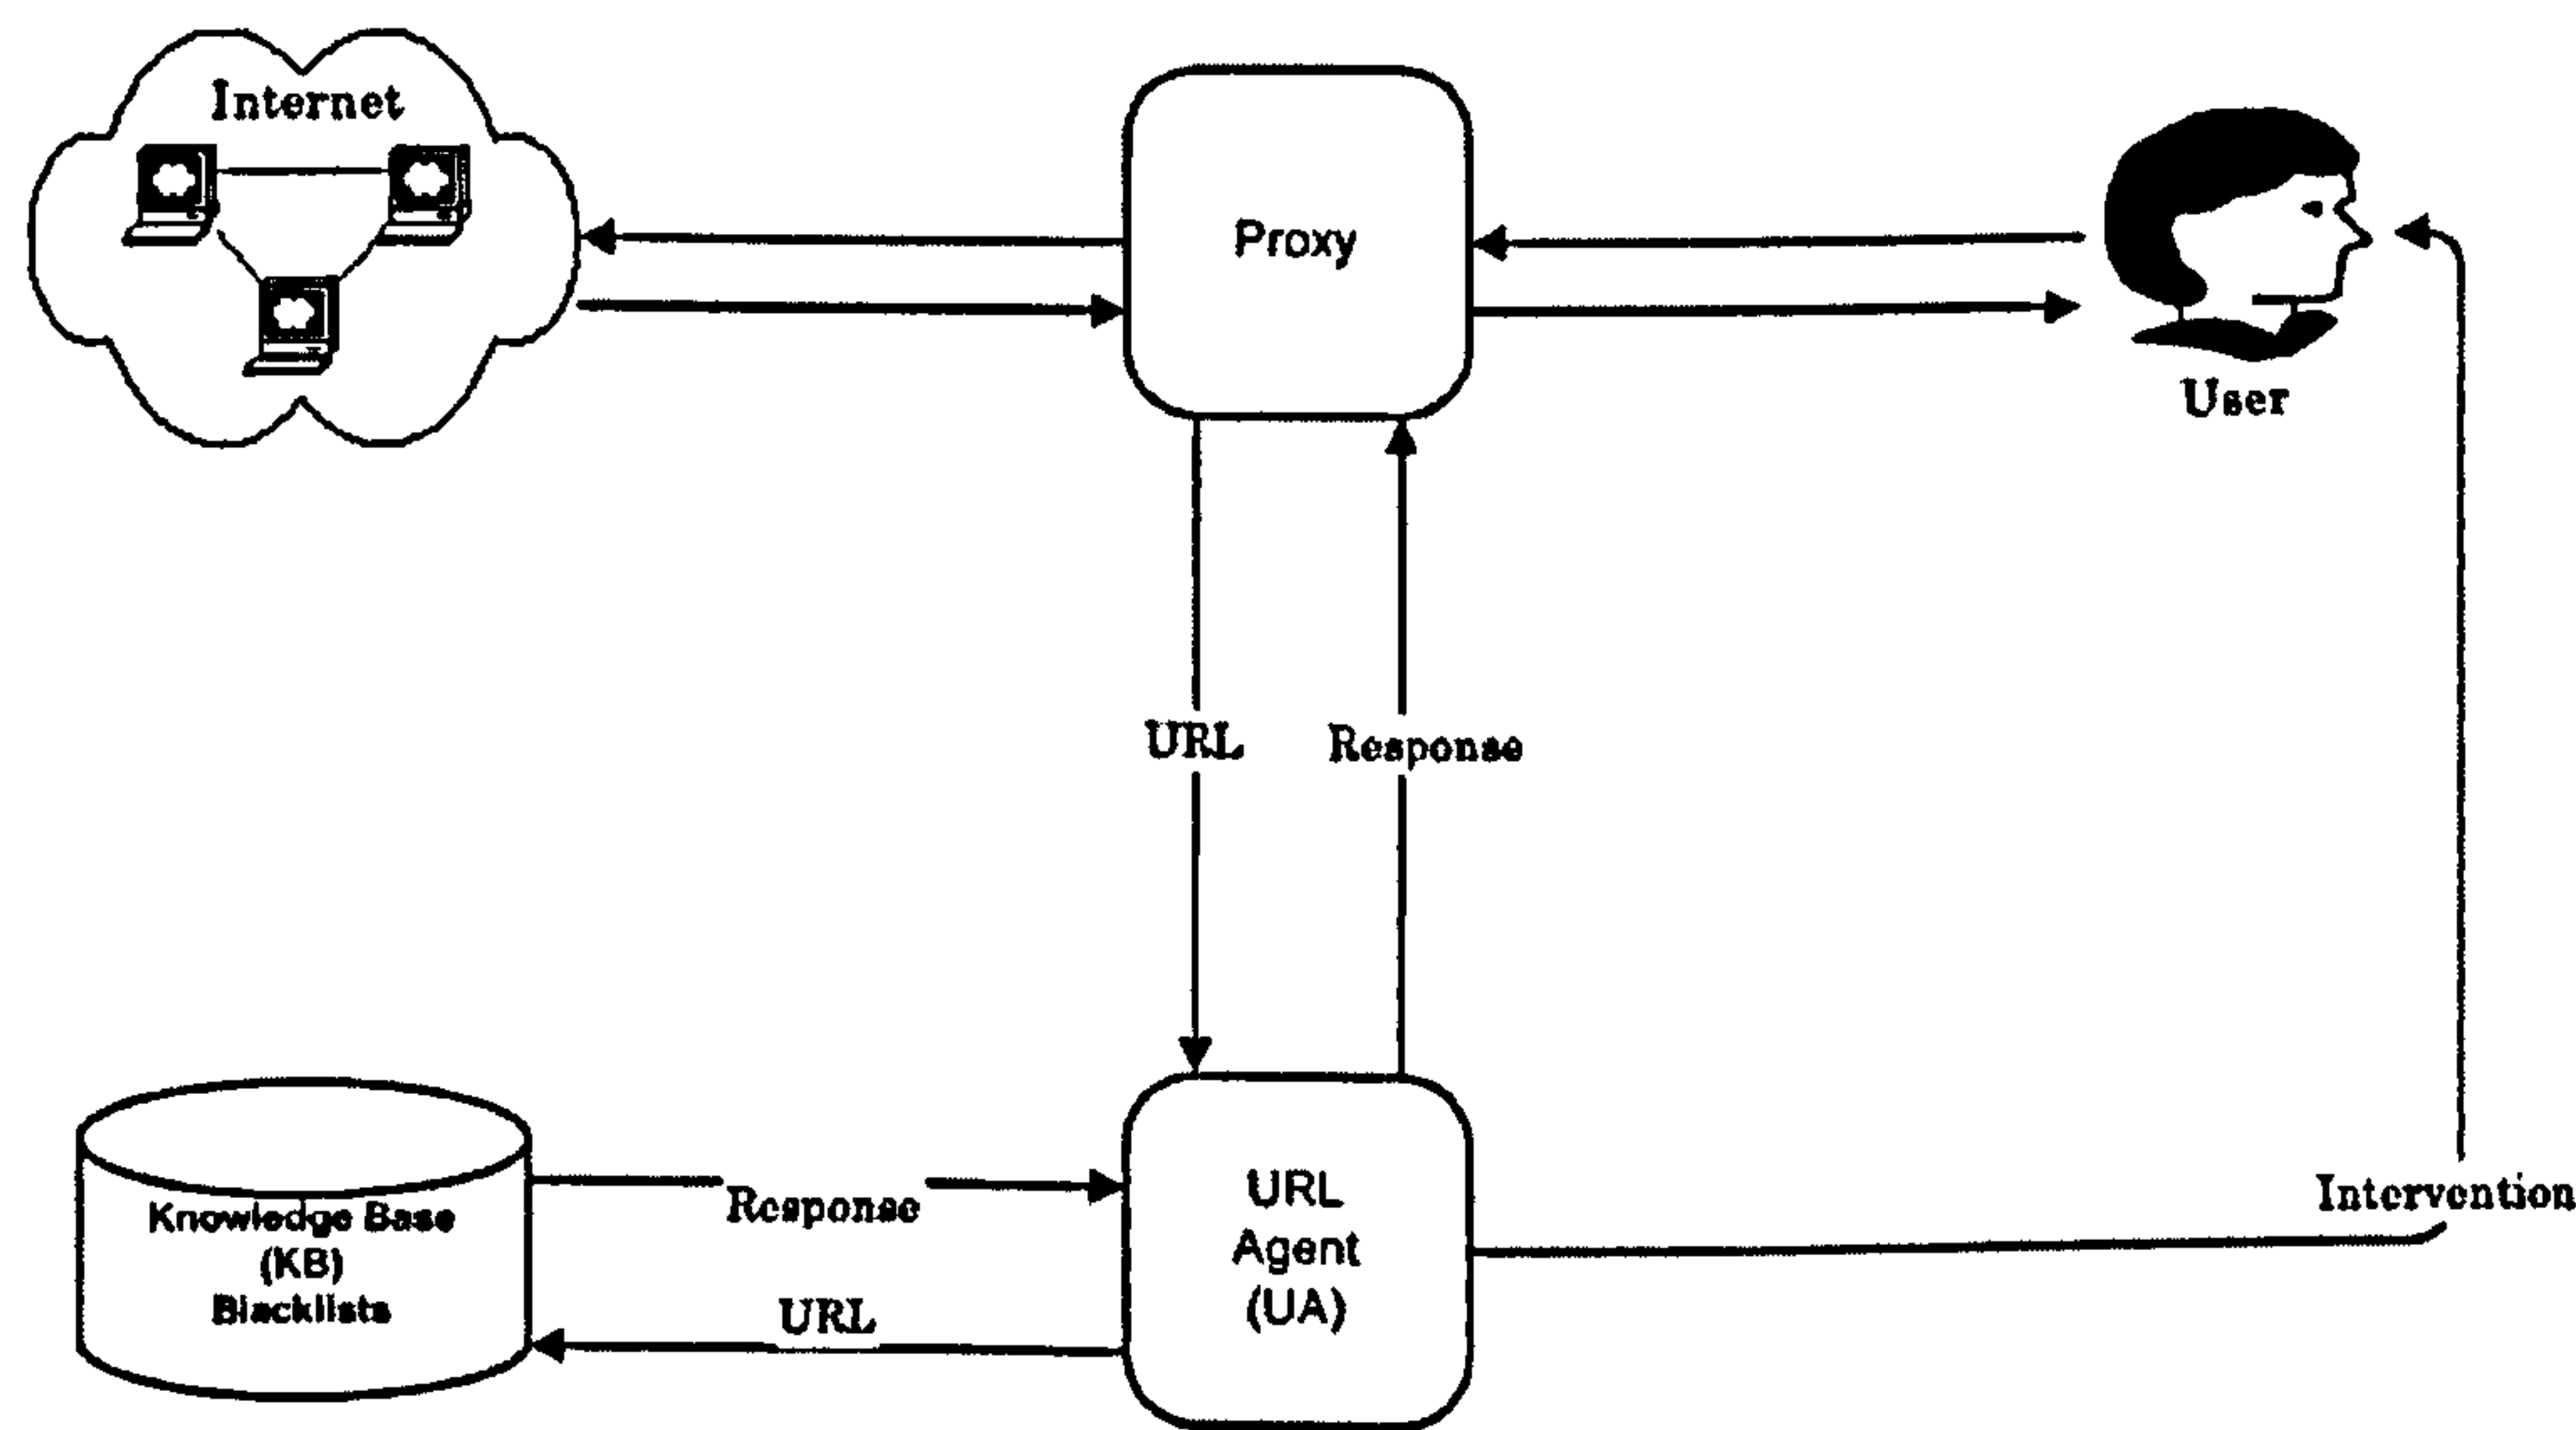 Internet
Proxy
User
URL
Response
Knowledge Base
(KB)
Blacklists
Response
URL
URL
Agent
(UA)
Intervention